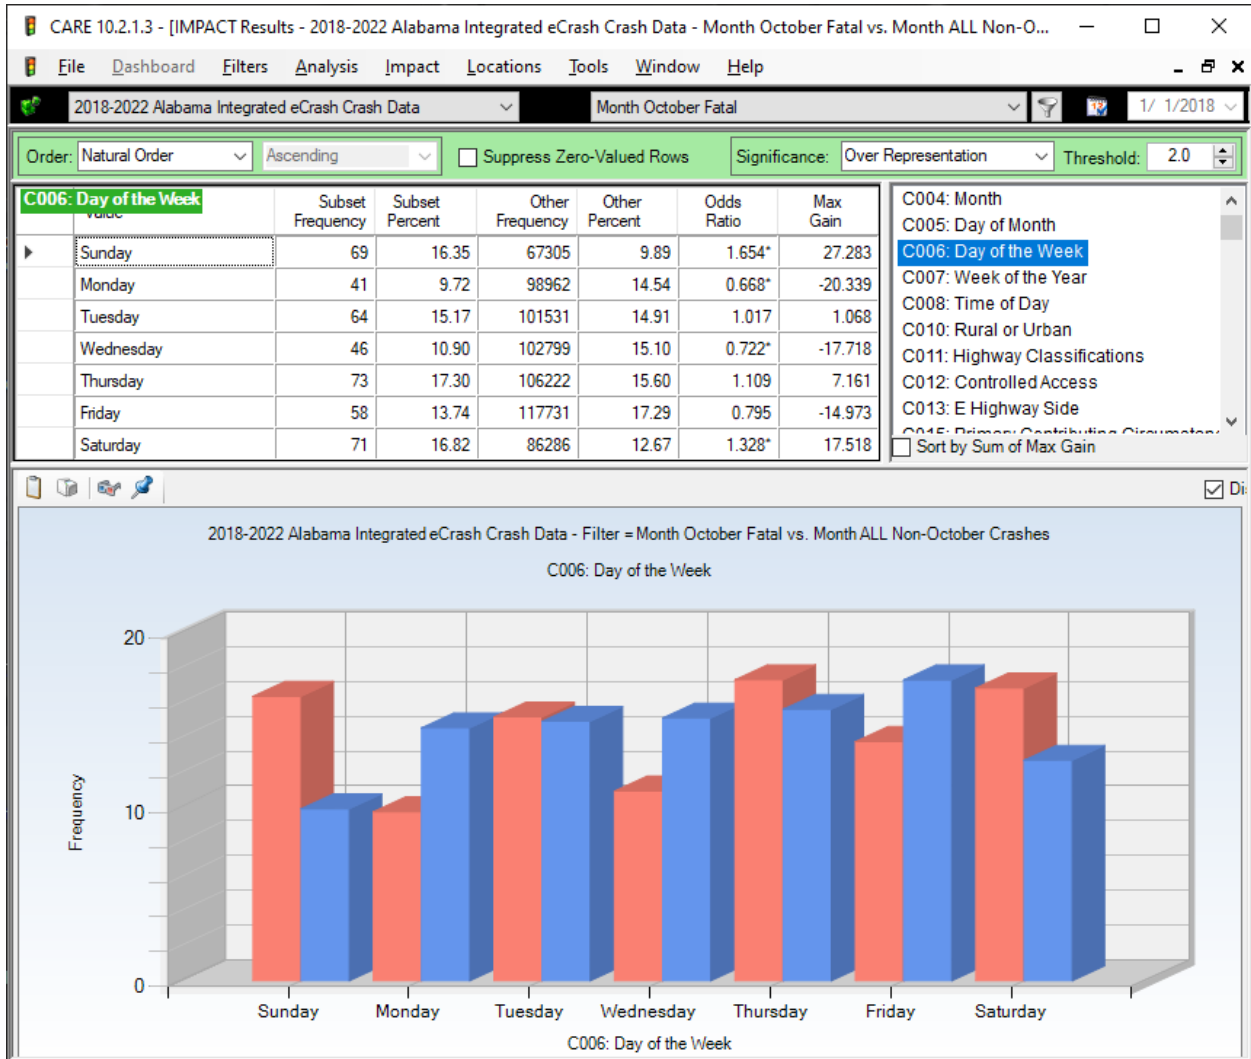 CARE 10.2.1.3 - [IMPACT Results - 2018-2022 Alabama Integrated eCrash Crash Data - Month October Fatal vs. Month ALL Non-O...
File Dashboard Filters Analysis Impact Locations Tools Window Help
2018-2022 Alabama Integrated eCrash Crash Data Month October Fatal 1/ 1/2018
Order: Natural Order Ascending Suppress Zero-Valued Rows Significance: Over Representation Threshold: 2.0
C006: Day of the Week
Subset Frequency Subset Percent Other Frequency Other Percent Odds Ratio Max Gain
Sunday 69 16.35 67305 9.89 1.654* 27.283
Monday 41 9.72 98962 14.54 0.668* -20.339
Tuesday 64 15.17 101531 14.91 1.017 1.068
Wednesday 46 10.90 102799 15.10 0.722* -17.718
Thursday 73 17.30 106222 15.60 1.109 7.161
Friday 58 13.74 117731 17.29 0.795 -14.973
Saturday 71 16.82 86286 12.67 1.328* 17.518
C004: Month
C005: Day of Month
C006: Day of the Week
C007: Week of the Year
C008: Time of Day
C010: Rural or Urban
C011: Highway Classifications
C012: Controlled Access
C013: E Highway Side
C015: Primary Contributing
Sort by Sum of Max Gain
2018-2022 Alabama Integrated eCrash Crash Data - Filter = Month October Fatal vs. Month ALL Non-October Crashes
C006: Day of the Week
20
10
0
Frequency
Sunday Monday Tuesday Wednesday Thursday Friday Saturday
C006: Day of the Week